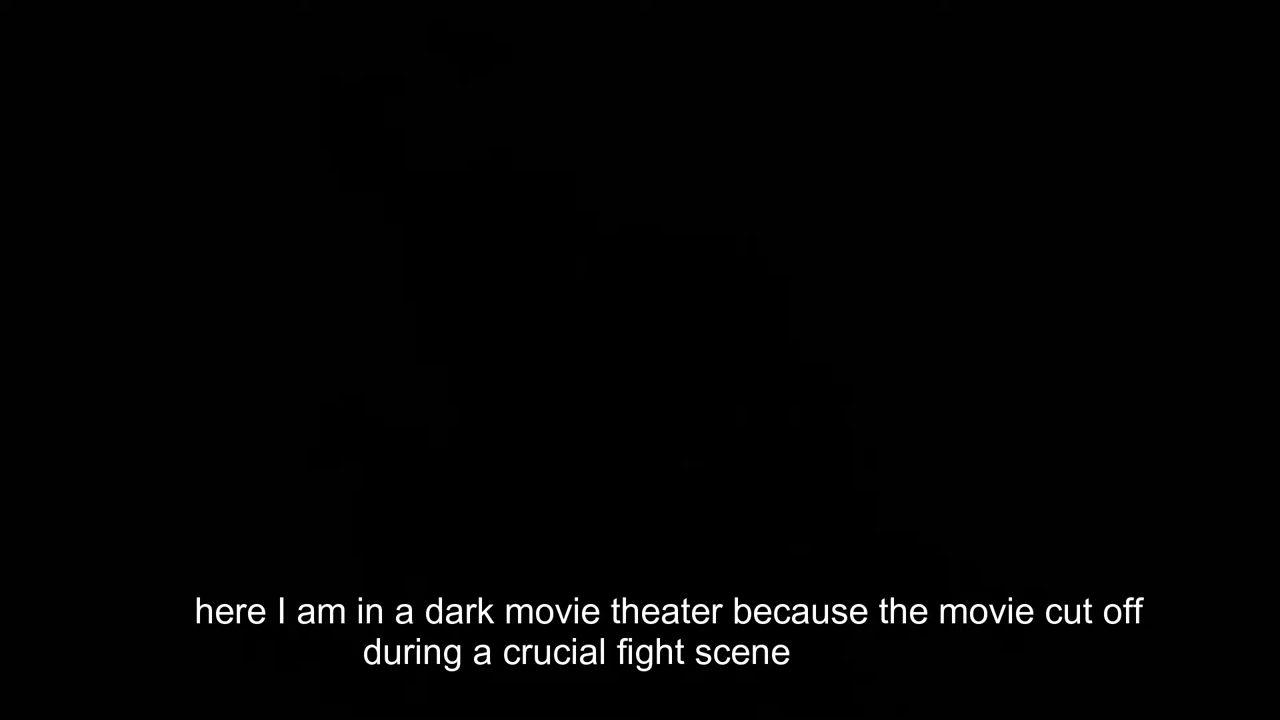 here I am in a dark movie theater because the movie cut off
during a crucial fight scene